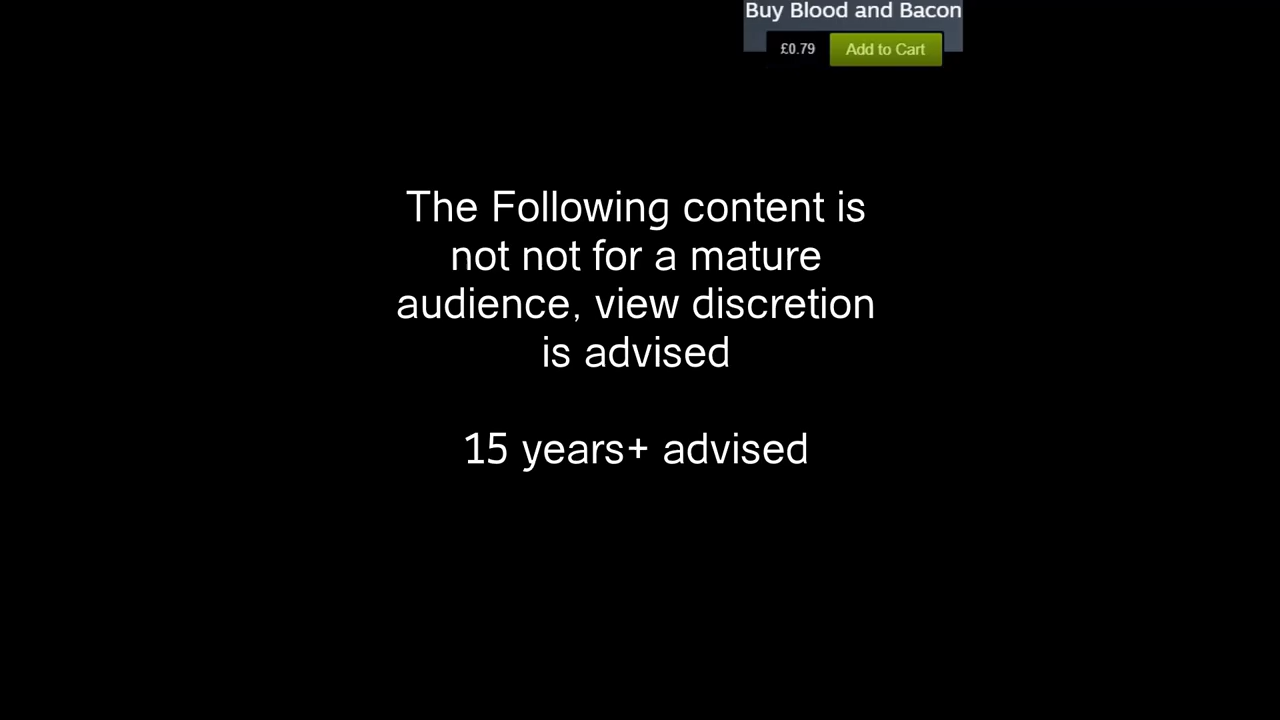 Buy Blood and Bacon
£0.79 Add to Cart
The Following content is
not not for a mature
audience, view discretion
is advised
15 years+ advised